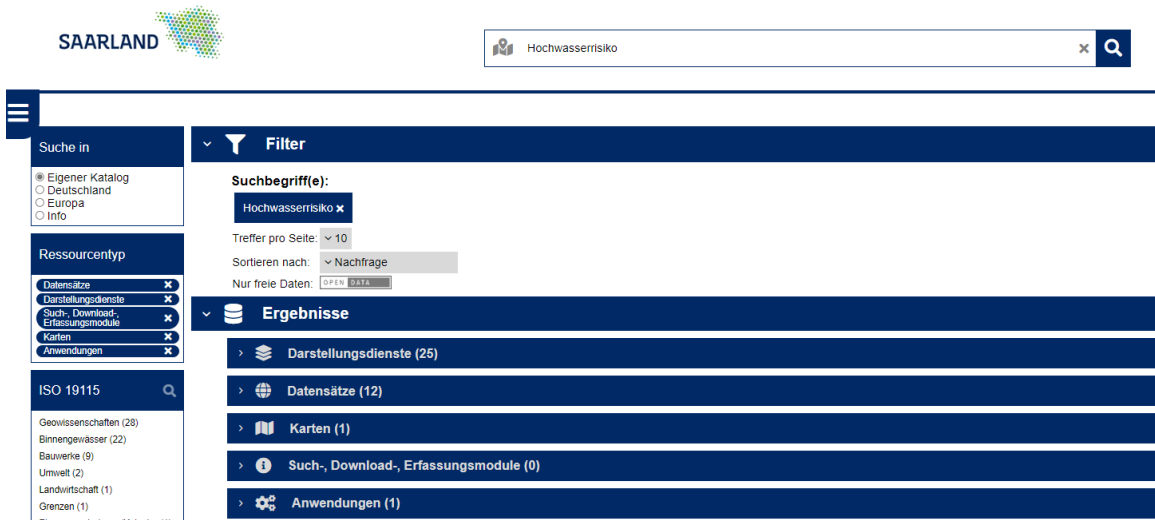 SAARLAND
Hochwasserrisiko
Suche in
Eigener Katalog
Deutschland
Europa
Info
Ressourcentyp
Datensätze
Darstellungsdienste
Such-, Download-,
Erfassungsmodule
Karten
Anwendungen
ISO 19115
Geowissenschaften (28)
Binnengewässer (22)
Bauwerke (9)
Umwelt (2)
Landwirtschaft (1)
Grenzen (1)
Filter
Suchbegriff(e):
Hochwasserrisiko
Treffer pro Seite: 10
Sortieren nach: Nachfrage
Nur freie Daten: OPEN DATA
Ergebnisse
Darstellungsdienste (25)
Datensätze (12)
Karten (1)
Such-, Download-, Erfassungsmodule (0)
Anwendungen (1)